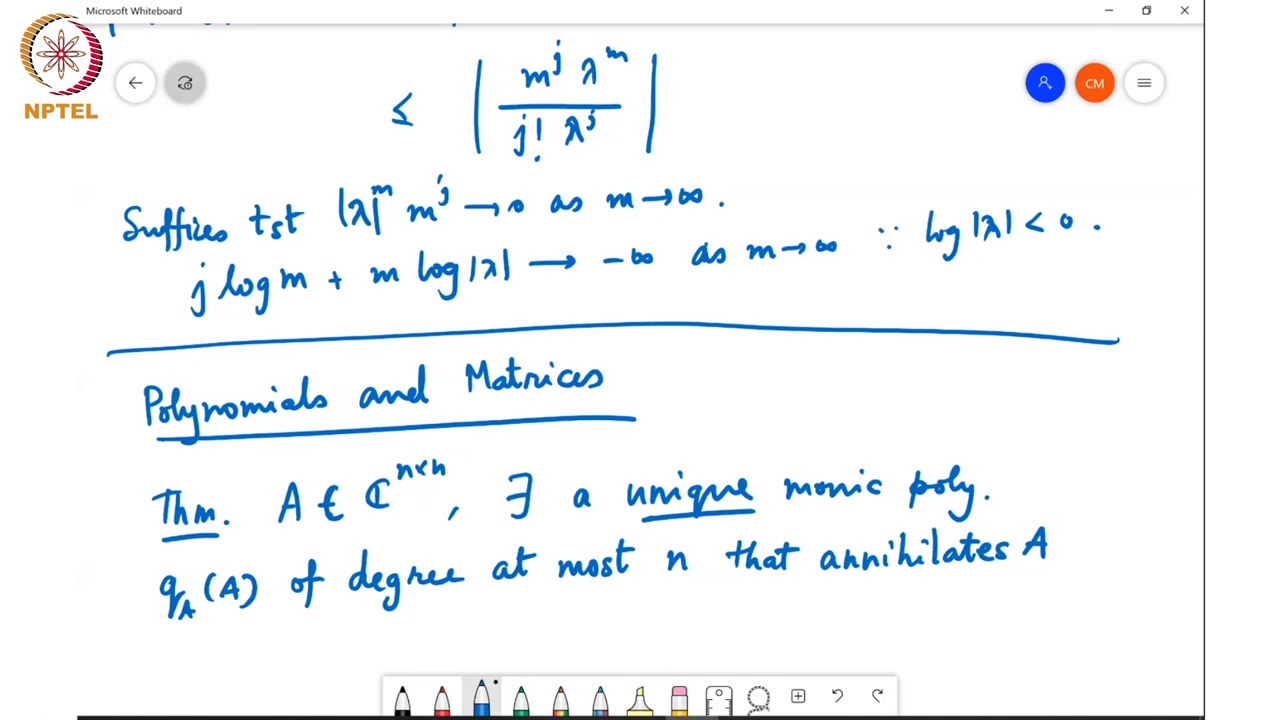 Microsoft Whiteboard
NPTEL
CM
≤ | m^j λ^m / j! λ^j |
Suffices tst |λ|^m m^j → 0 as m → ∞.
j log m + m log |λ| → -∞ as m → ∞ ∵ log |λ| < 0.
Polynomials and Matrices
Thm. A ∈ ℂ^{n×n}, ∃ a unique monic poly.
q_A(A) of degree at most n that annihilates A